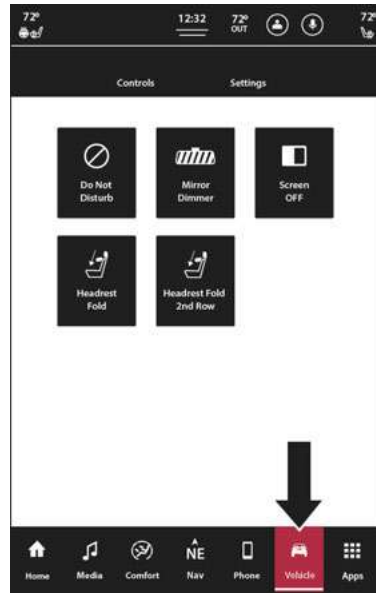 72° 12:32 72° 72°
OUT
Controls Settings
Do Not Mirror Screen
Disturb Dimmer OFF
Headrest Headrest Fold
Fold 2nd Row
NE
Home Media Comfort Nav Phone Vehicle Apps